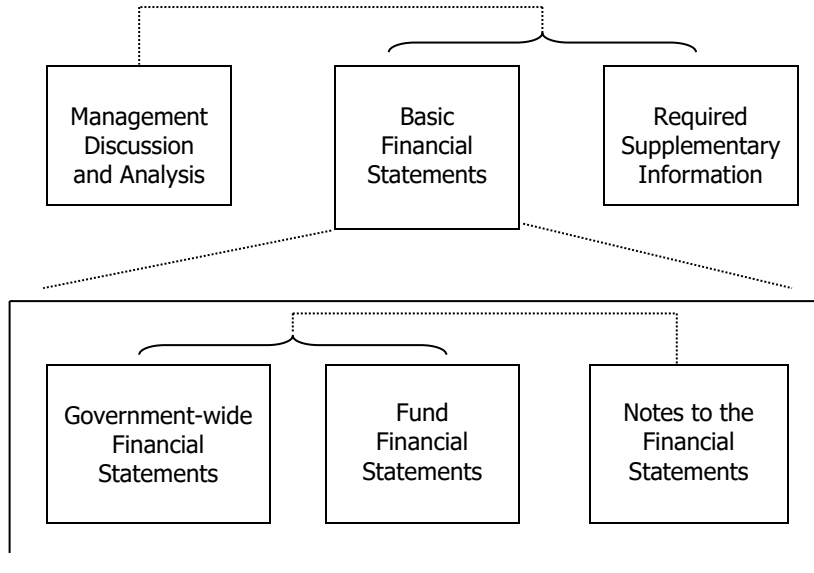 Management
Discussion
and Analysis
Basic
Financial
Statements
Required
Supplementary
Information
Government-wide
Financial
Statements
Fund
Financial
Statements
Notes to the
Financial
Statements